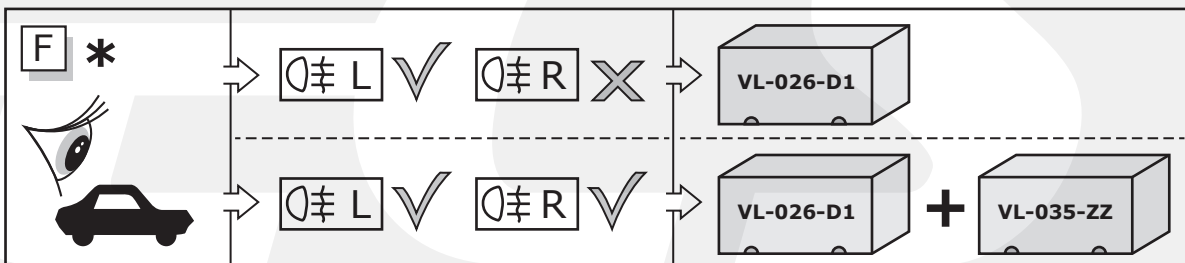 F *
L R
VL-026-D1
L R
VL-026-D1 + VL-035-ZZ